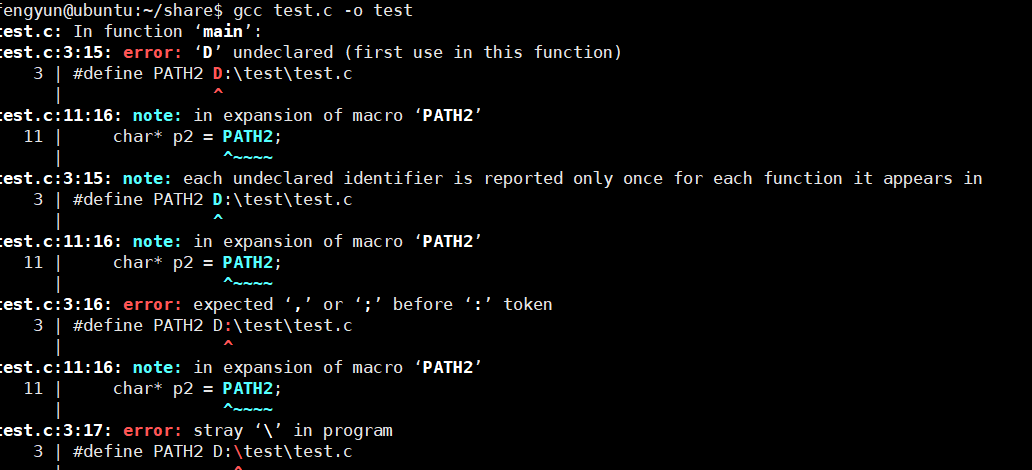 fengyun@ubuntu:~/share$ gcc test.c -o test
test.c: In function ‘main’:
test.c:3:15: error: ‘D’ undeclared (first use in this function)
    3 | #define PATH2 D:\test\test.c
      |               ^
test.c:11:16: note: in expansion of macro ‘PATH2’
   11 |     char* p2 = PATH2;
      |                ^~~~~
test.c:3:15: note: each undeclared identifier is reported only once for each function it appears in
    3 | #define PATH2 D:\test\test.c
      |               ^
test.c:11:16: note: in expansion of macro ‘PATH2’
   11 |     char* p2 = PATH2;
      |                ^~~~~
test.c:3:16: error: expected ‘,’ or ‘;’ before ‘:’ token
    3 | #define PATH2 D:\test\test.c
      |                ^
test.c:11:16: note: in expansion of macro ‘PATH2’
   11 |     char* p2 = PATH2;
      |                ^~~~~
test.c:3:17: error: stray ‘\’ in program
    3 | #define PATH2 D:\test\test.c
      |                 ^